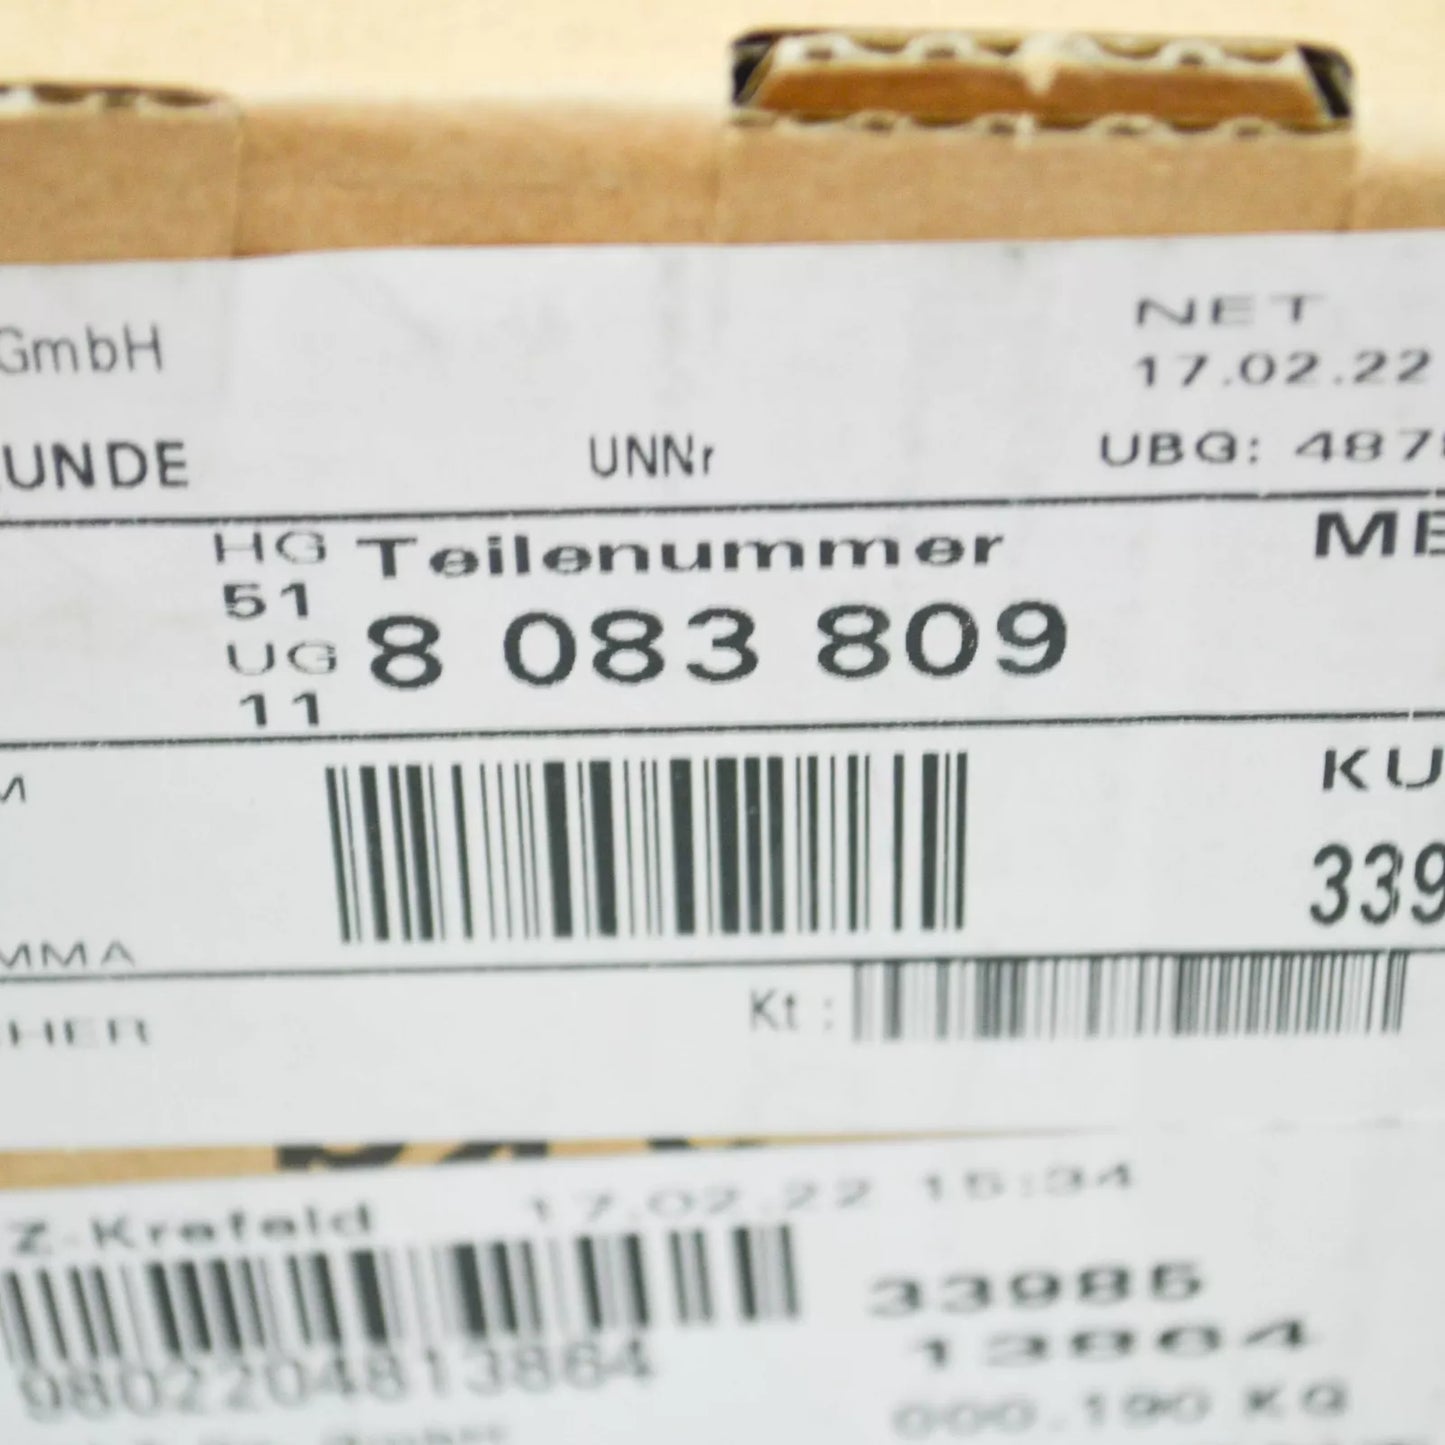 GmbH
NET
17.02.22
UNDE
UNNr
UBG: 487
HG
Teilenummer
51
8 083 809
UG
11
KU
339
MMA
HER
Kt :
Z-Krefeld 17.02.22 15:34
33985
13864
9802204813864
000.190 KG